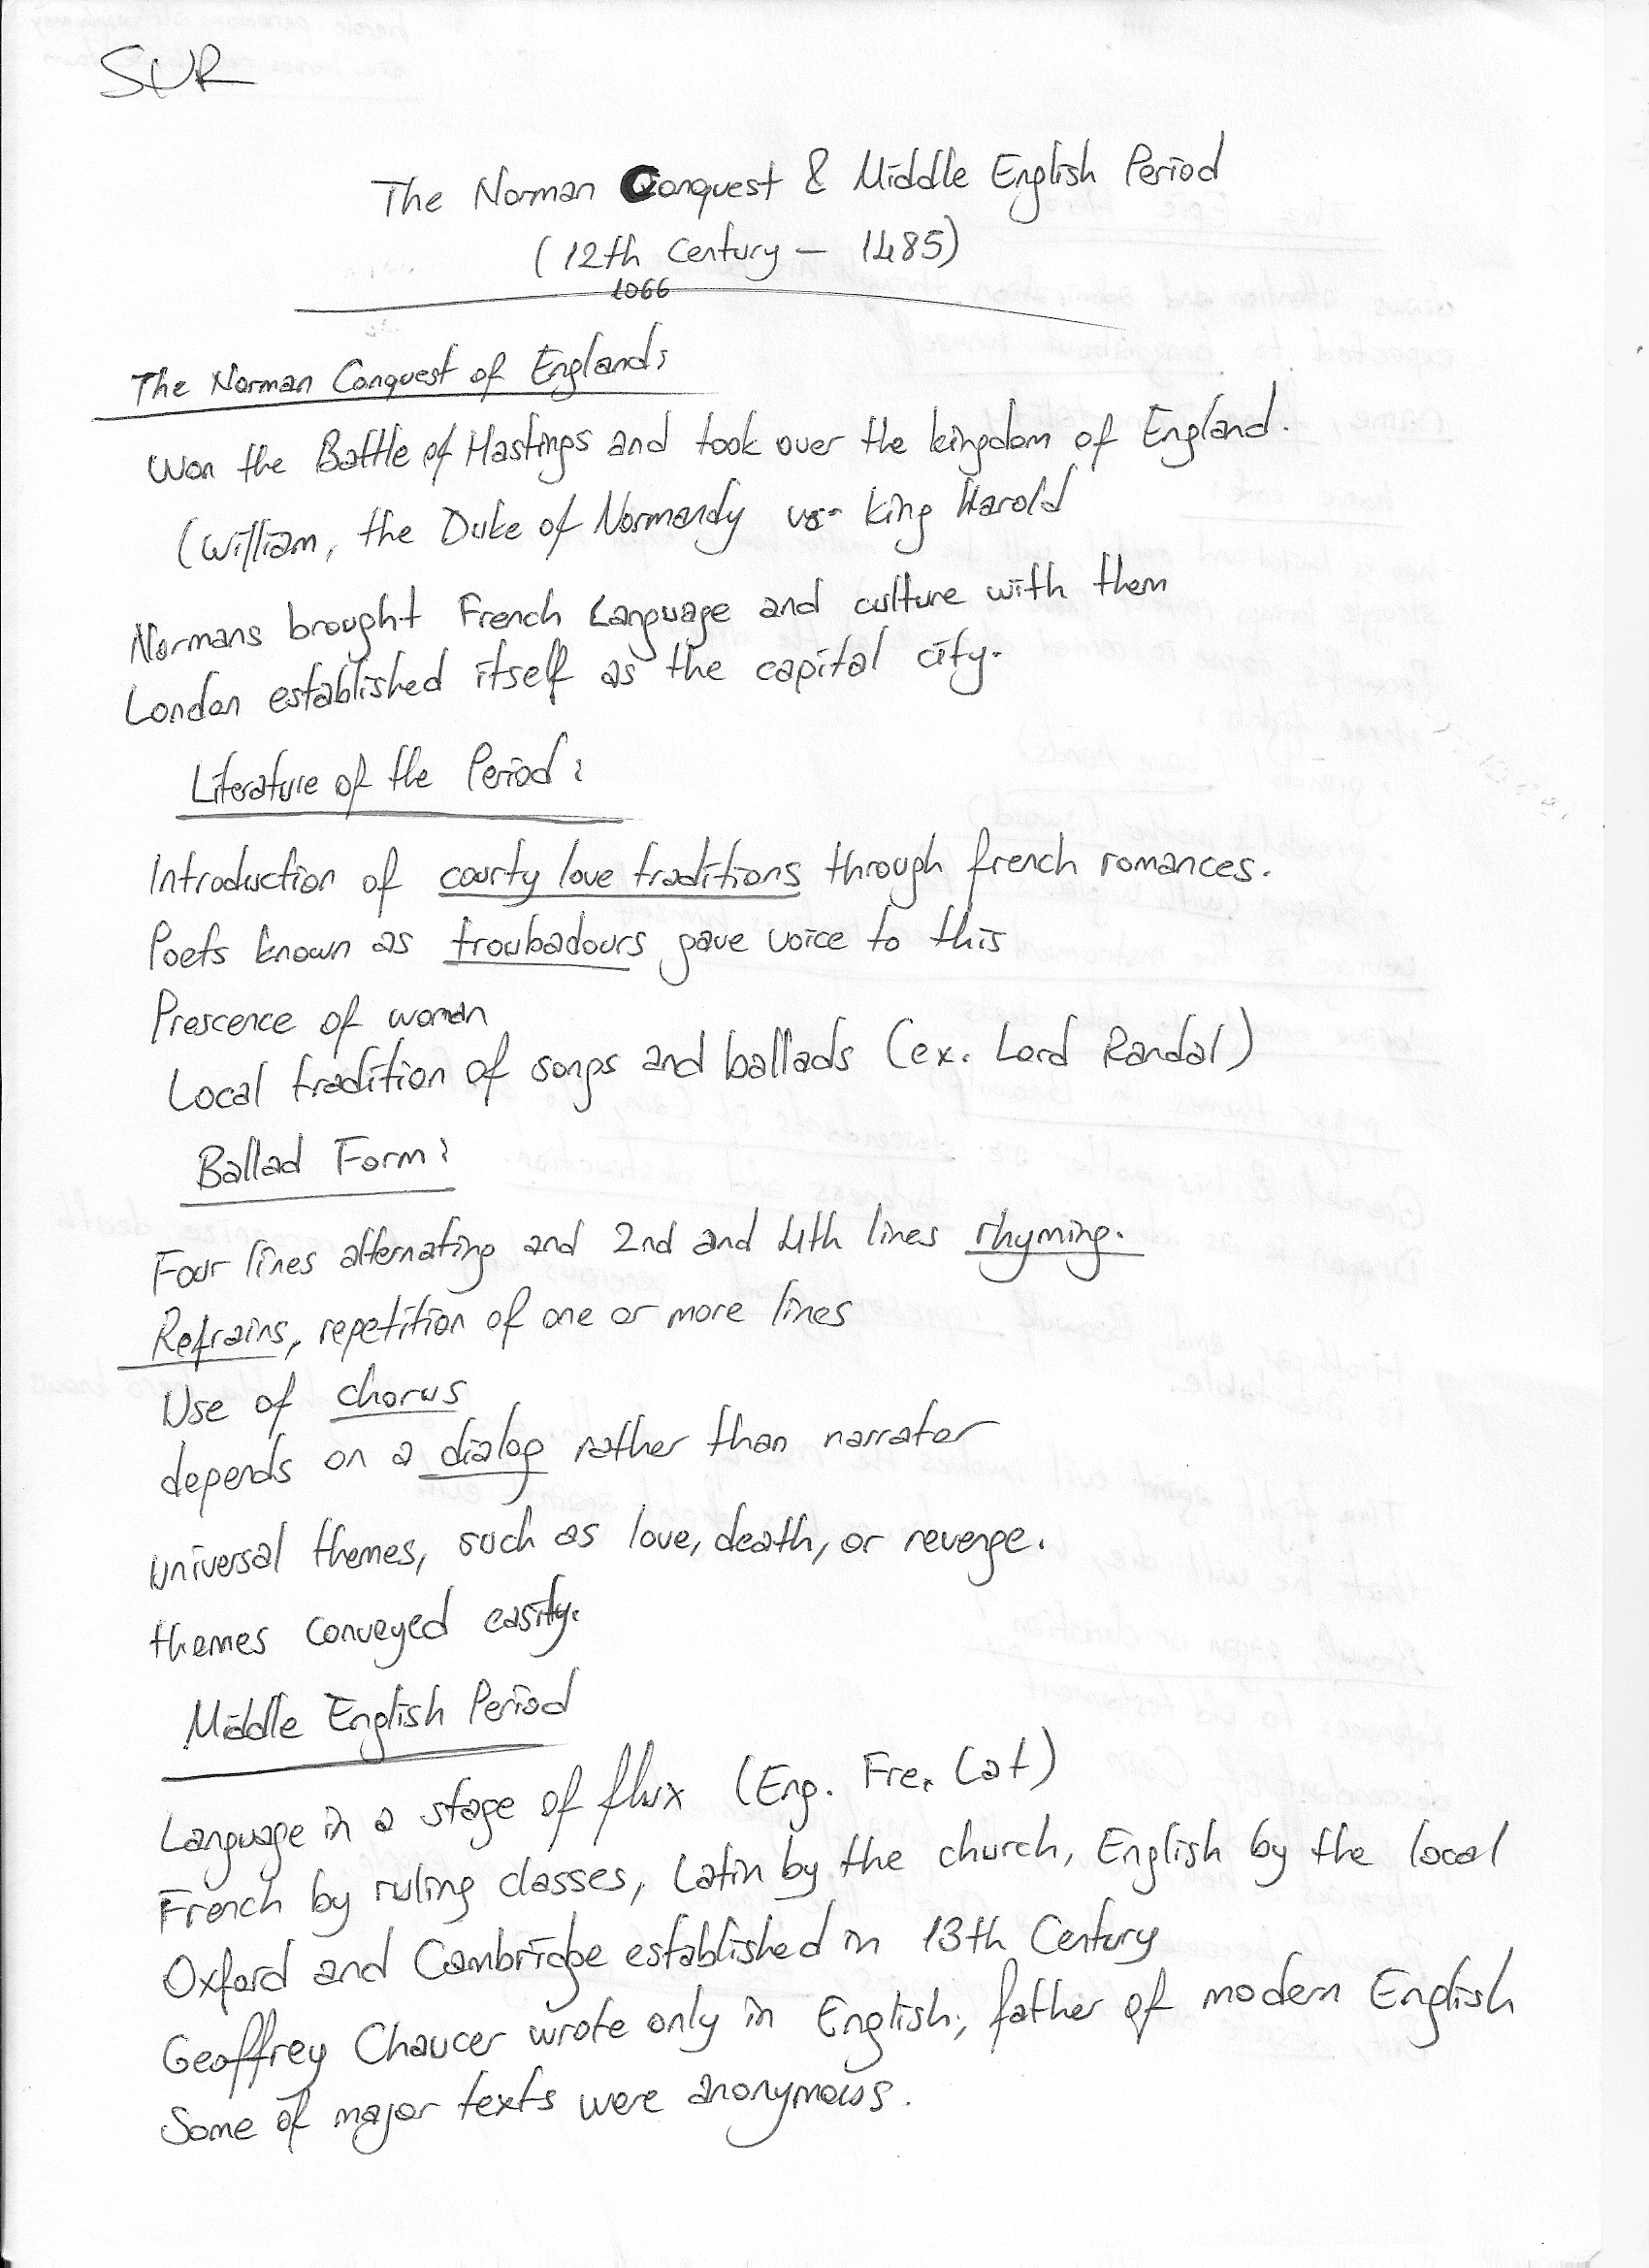 SUR
The Norman Conquest & Middle English Period
(12th Century – 1485)
1066
The Norman Conquest of England:
Won the Battle of Hastings and took over the kingdom of England.
(William, the Duke of Normandy vs. King Harold
Normans brought French Language and culture with them
London established itself as the capital city.
Literature of the Period:
Introduction of courty love traditions through french romances.
Poets known as troubadours gave voice to this
Prescence of woman
Local tradition of songs and ballads (ex. Lord Randal)
Ballad Form:
Four lines alternating and 2nd and 4th lines rhyming.
Refrains, repetition of one or more lines
Use of chorus
depends on a dialog rather than narrator
universal themes, such as love, death, or revenge.
themes conveyed easily.
Middle English Period
Language in a stage of flux (Eng. Fre. Lat)
French by ruling classes, Latin by the church, English by the local
Oxford and Cambridge established in 13th Century
Geoffrey Chaucer wrote only in English, father of modern English
Some of major texts were anonymous.